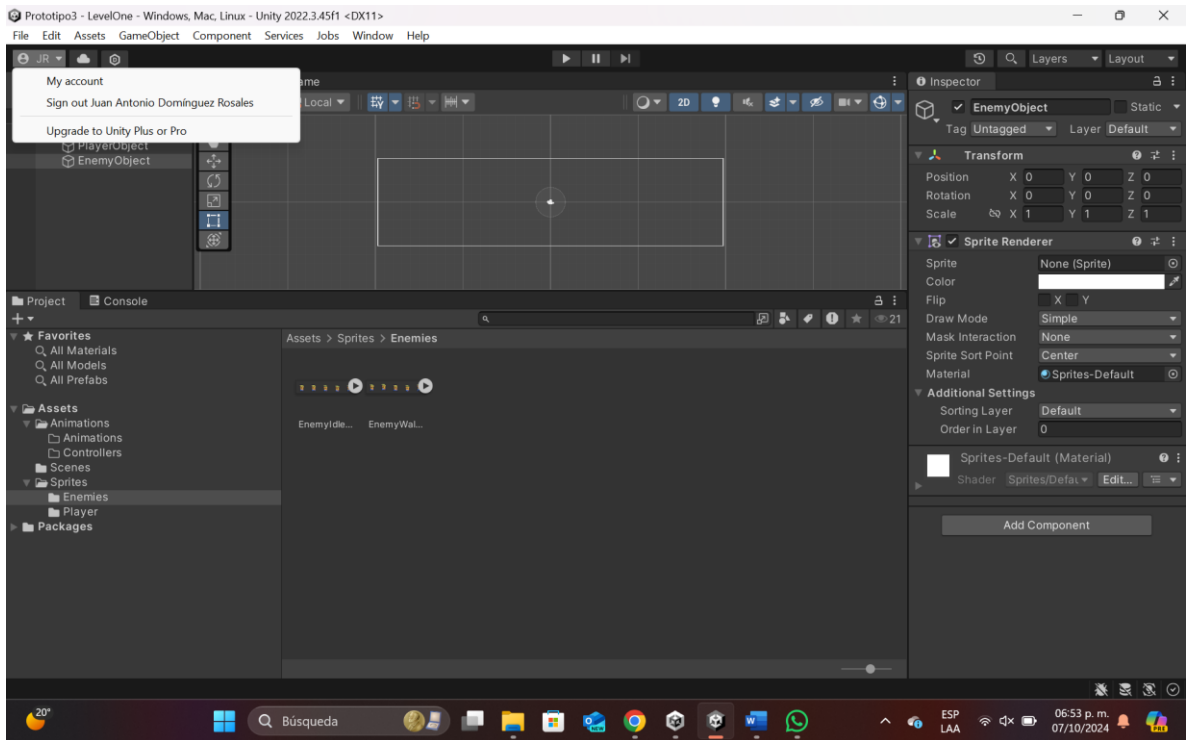 Prototipo3 - LevelOne - Windows, Mac, Linux - Unity 2022.3.45f1 <DX11>
File Edit Assets GameObject Component Services Jobs Window Help
JR Layers Layout
My account
Sign out Juan Antonio Domínguez Rosales
Upgrade to Unity Plus or Pro
PlayerObject
EnemyObject
Local 2D
Inspector
EnemyObject Static
Tag Untagged Layer Default
Transform
Position X 0 Y 0 Z 0
Rotation X 0 Y 0 Z 0
Scale X 1 Y 1 Z 1
Sprite Renderer
Sprite None (Sprite)
Color
Flip X Y
Draw Mode Simple
Mask Interaction None
Sprite Sort Point Center
Material Sprites-Default
Additional Settings
Sorting Layer Default
Order in Layer 0
Sprites-Default (Material)
Shader Sprites/Defau Edit...
Add Component
Project Console
21
Favorites
All Materials
All Models
All Prefabs
Assets
Animations
Animations
Controllers
Scenes
Sprites
Enemies
Player
Packages
Assets > Sprites > Enemies
EnemyIdle... EnemyWal...
20°
Búsqueda
ESP
LAA
06:53 p. m.
07/10/2024